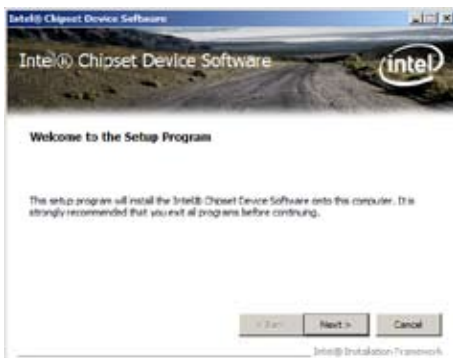 Intel® Chipset Device Software
Intel® Chipset Device Software
intel
Welcome to the Setup Program
This setup program will install the Intel® Chipset Device Software onto this computer. It is
strongly recommended that you exit all programs before continuing.
< Back
Next >
Cancel
Intel® Installation Framework